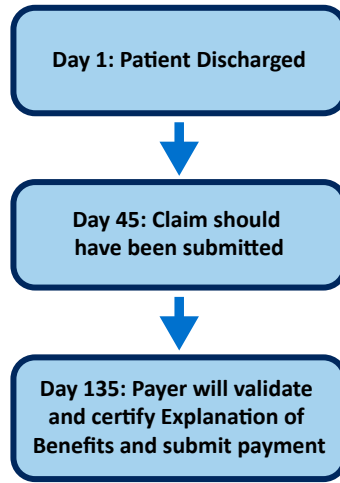 Day 1: Patient Discharged
Day 45: Claim should
have been submitted
Day 135: Payer will validate
and certify Explanation of
Benefits and submit payment